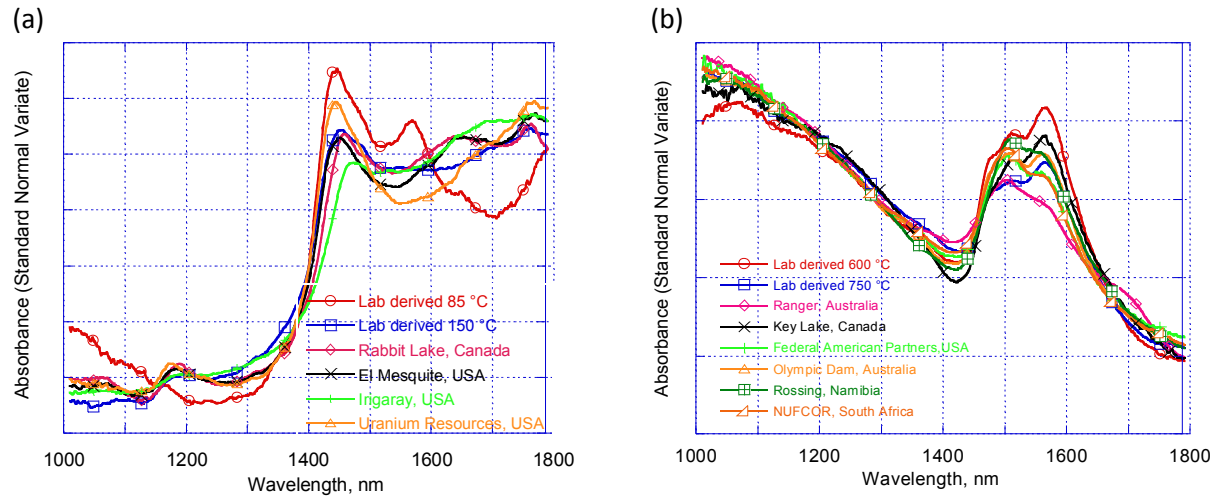 (a)
Absorbance (Standard Normal Variate)
Lab derived 85 °C
Lab derived 150 °C
Rabbit Lake, Canada
El Mesquite, USA
Irigaray, USA
Uranium Resources, USA
1000 1200 1400 1600 1800
Wavelength, nm
(b)
Absorbance (Standard Normal Variate)
Lab derived 600 °C
Lab derived 750 °C
Ranger, Australia
Key Lake, Canada
Federal American Partners,USA
Olympic Dam, Australia
Rossing, Namibia
NUFCOR, South Africa
1000 1200 1400 1600 1800
Wavelength, nm